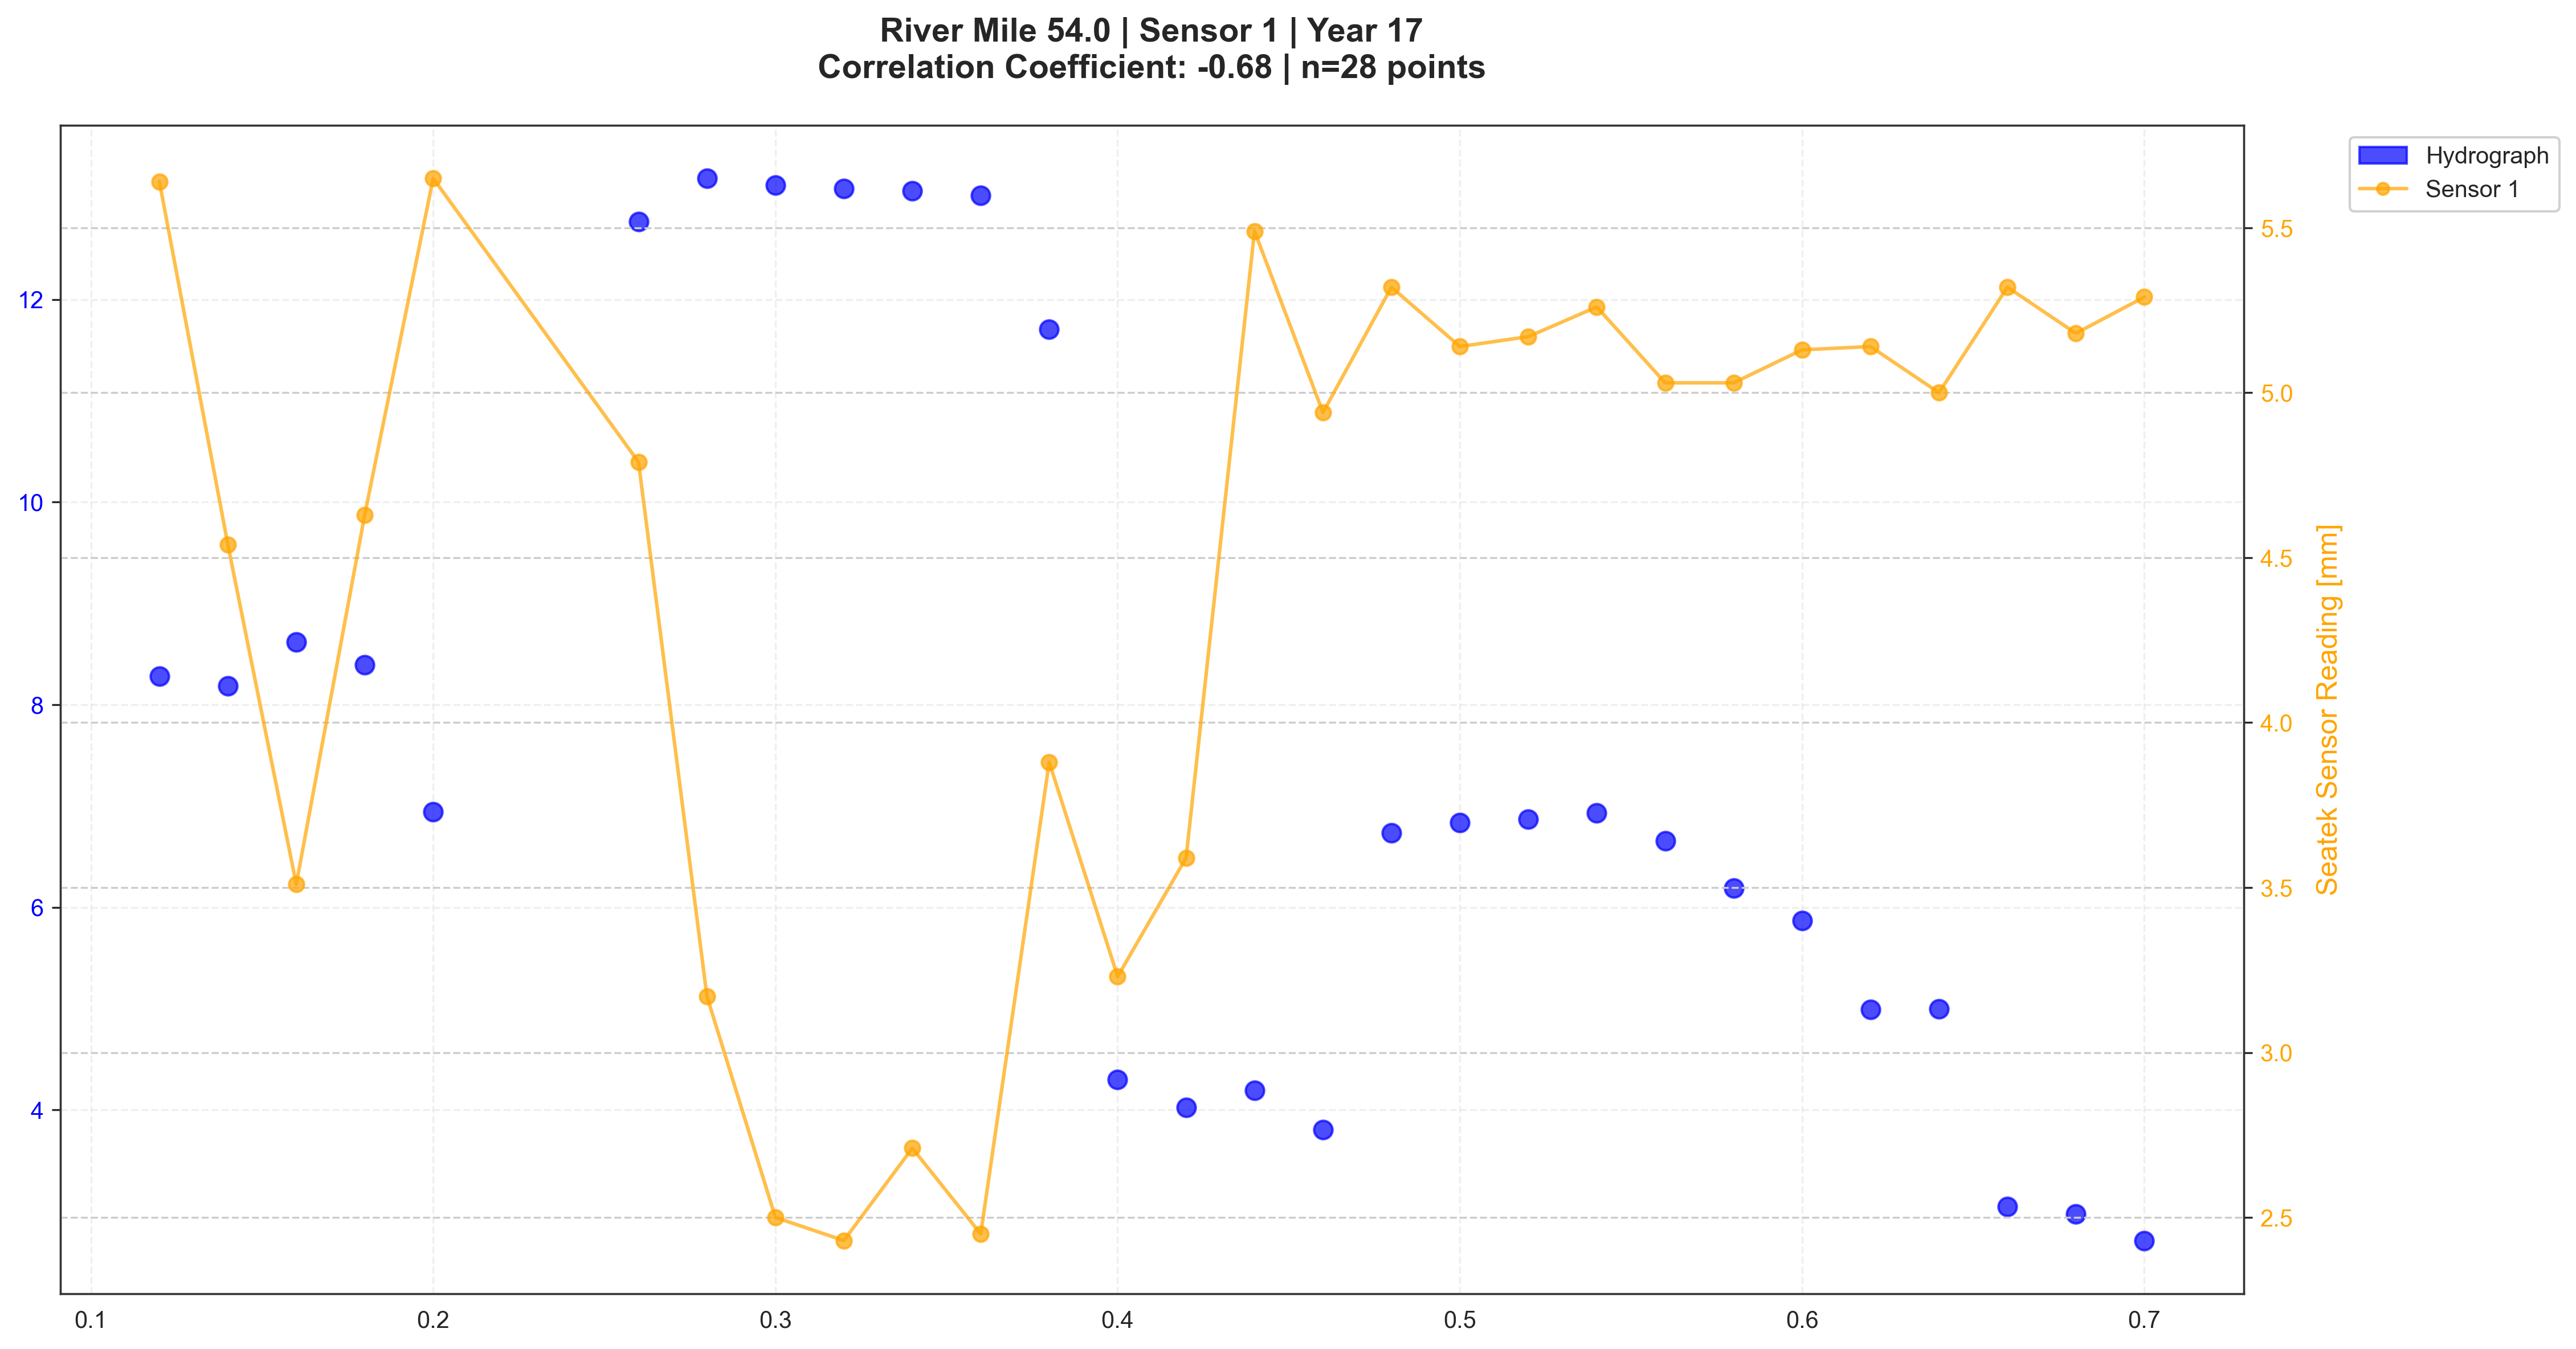 River Mile 54.0 | Sensor 1 | Year 17
Correlation Coefficient: -0.68 | n=28 points
Hydrograph
Sensor 1
12
10
8
6
4
5.5
5.0
4.5
4.0
3.5
3.0
2.5
Seatek Sensor Reading [mm]
0.1 0.2 0.3 0.4 0.5 0.6 0.7